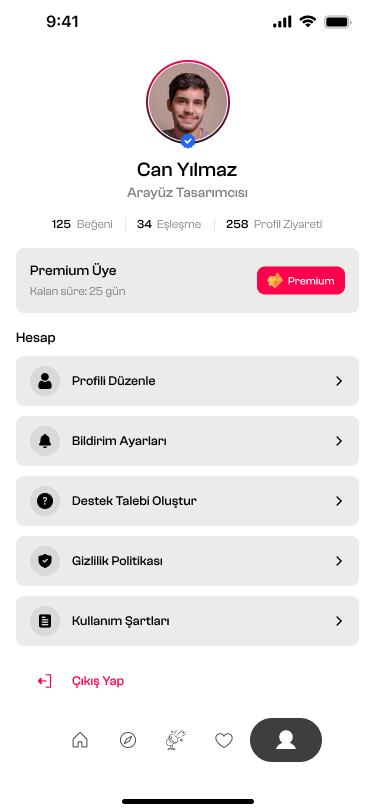 9:41
Can Yılmaz
Arayüz Tasarımcısı
125 Beğeni 34 Eşleşme 258 Profil Ziyareti
Premium Üye
Kalan süre: 25 gün
Premium
Hesap
Profili Düzenle
Bildirim Ayarları
Destek Talebi Oluştur
Gizlilik Politikası
Kullanım Şartları
Çıkış Yap